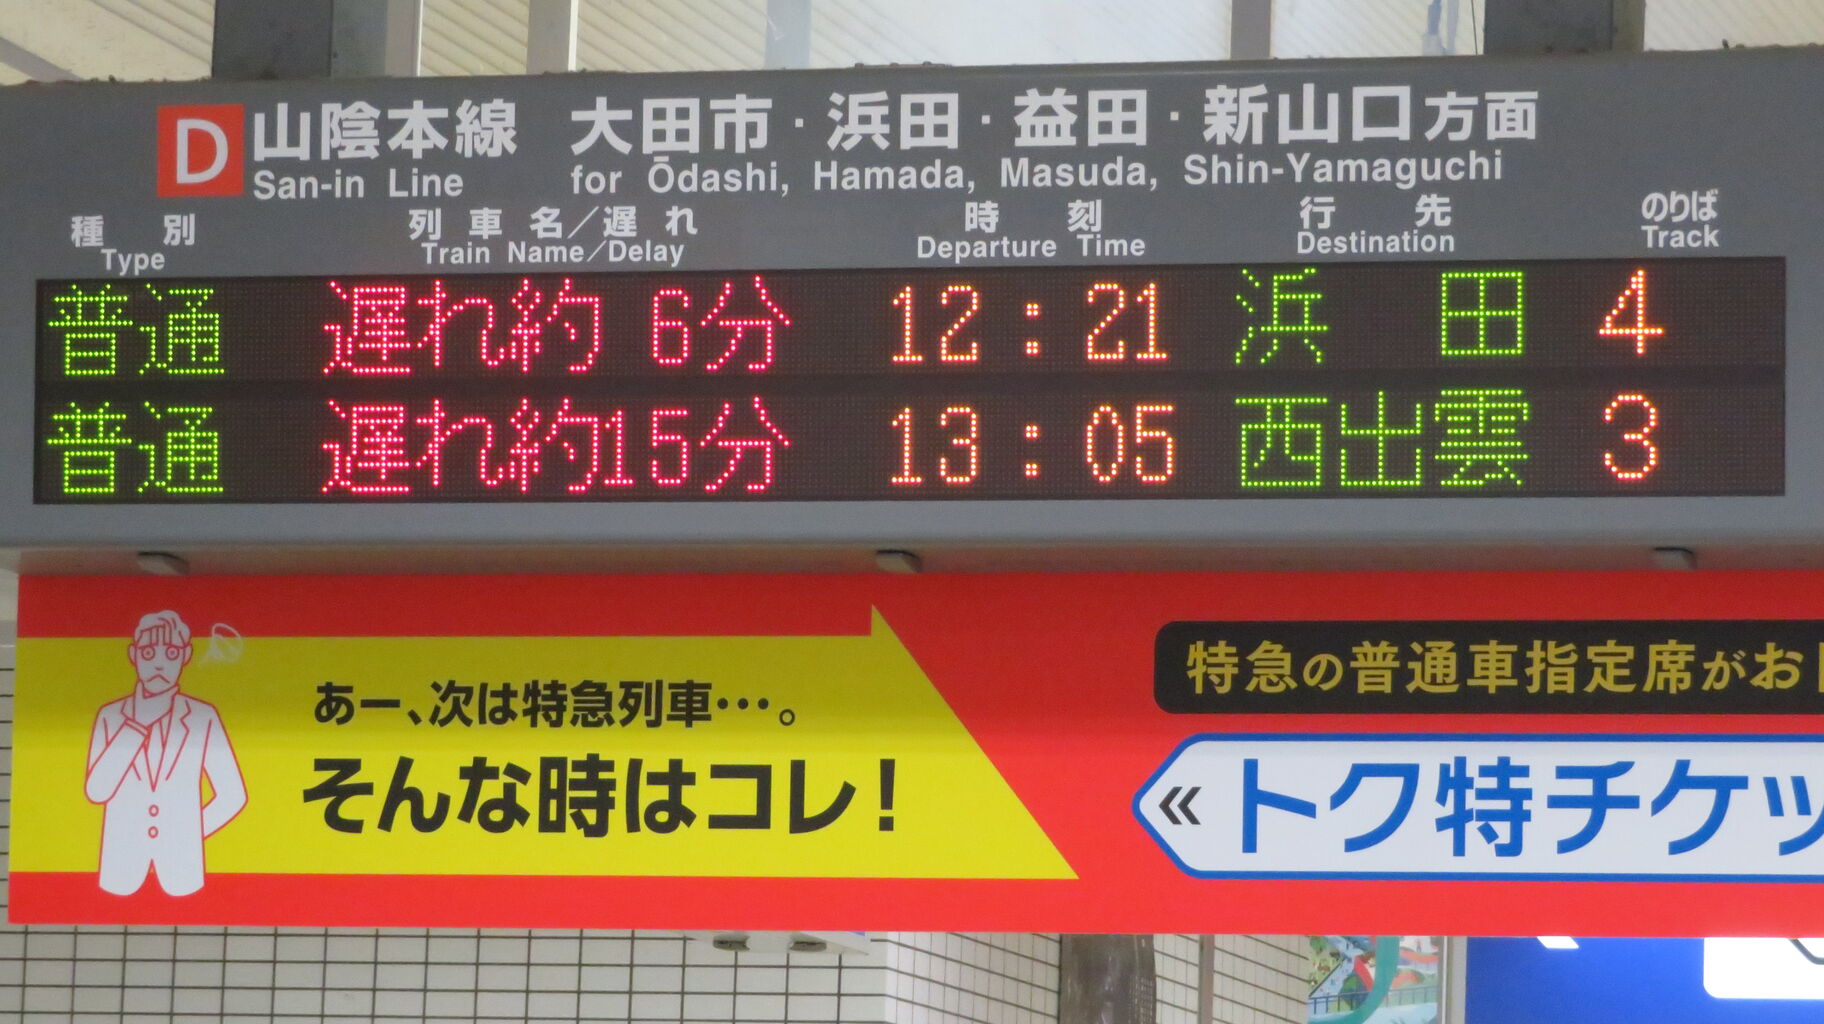 D 山陰本線 大田市・浜田・益田・新山口方面
San-in Line for Ōdashi, Hamada, Masuda, Shin-Yamaguchi
種別 列車名／遅れ 時刻 行先 のりば
Type Train Name／Delay Departure Time Destination Track
普通 遅れ約 6分 12:21 浜田 4
普通 遅れ約15分 13:05 西出雲 3
あー、次は特急列車…。
そんな時はコレ！
特急の普通車指定席がお
«トク特チケッ